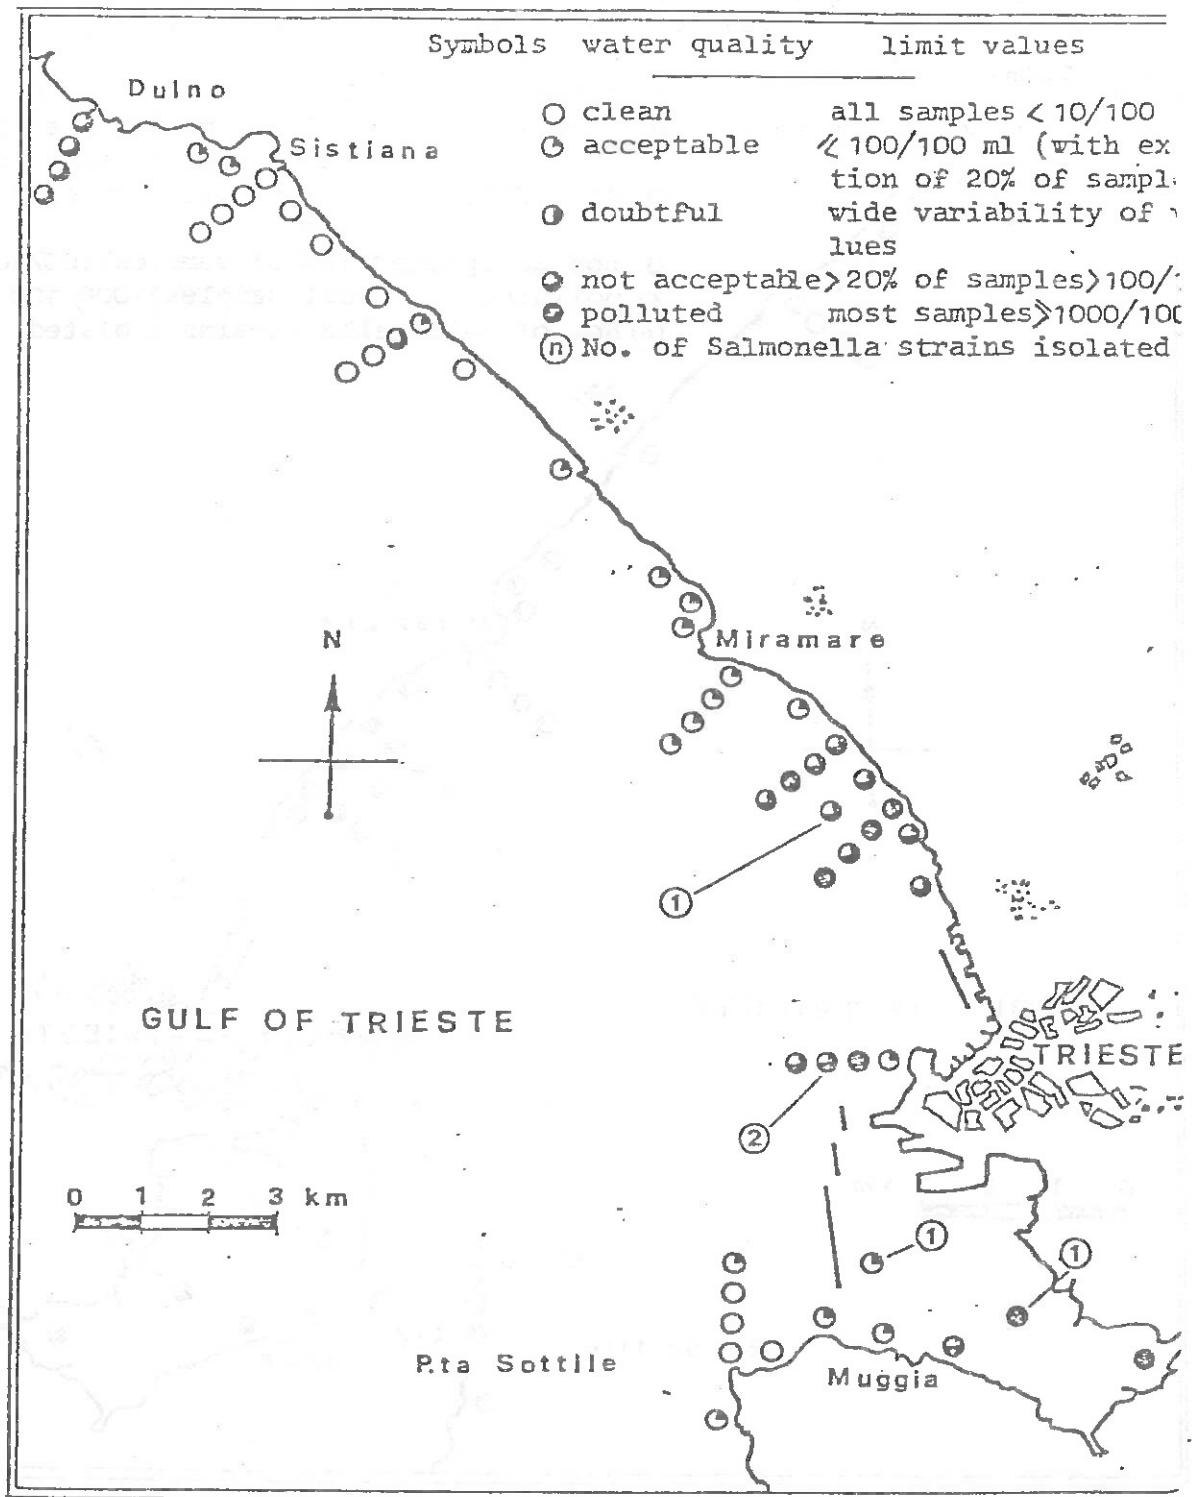 Symbols water quality limit values
Duino
○ clean all samples < 10/100
Sistiana
acceptable ≤ 100/100 ml (with ex
tion of 20% of sampl
doubtful wide variability of
lues
not acceptable >20% of samples >100/
polluted most samples ≥1000/100
(n) No. of Salmonella strains isolated
N
Miramare
1
GULF OF TRIESTE
TRIESTE
2
0 1 2 3 km
1
1
P.ta Sottile
Muggia